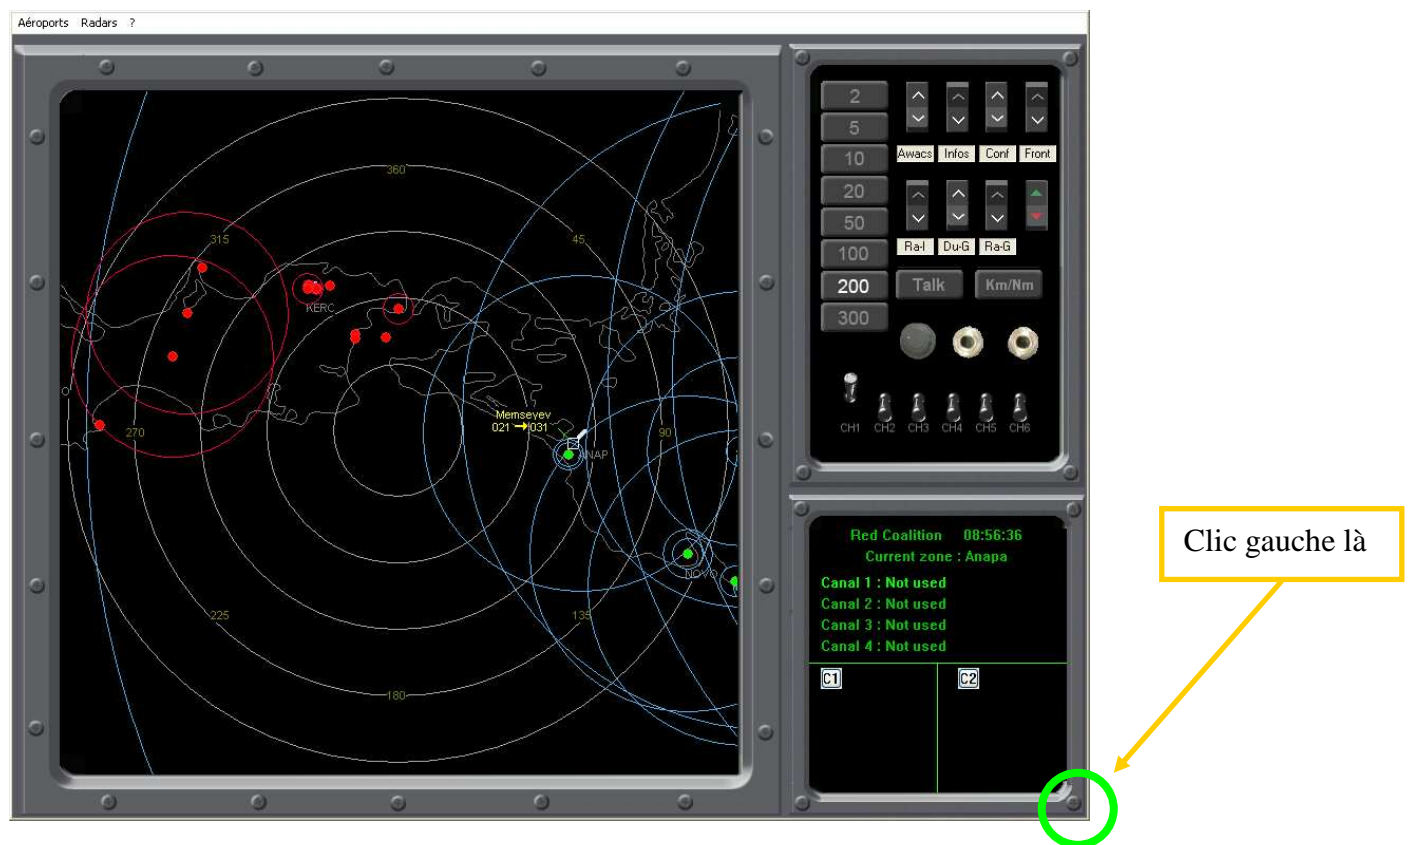 Aéroports Radars ?
360
315
45
KERC
Memseyev
021 031
270
90
ANAP
NOVO
225
135
180
2
5
10
20
50
100
200
300
Awacs Infos Conf Front
Ra-I Du-G Ra-G
Talk Km/Nm
CH1 CH2 CH3 CH4 CH5 CH6
Red Coalition 08:56:36
Current zone : Anapa
Canal 1 : Not used
Canal 2 : Not used
Canal 3 : Not used
Canal 4 : Not used
C1 C2
Clic gauche là